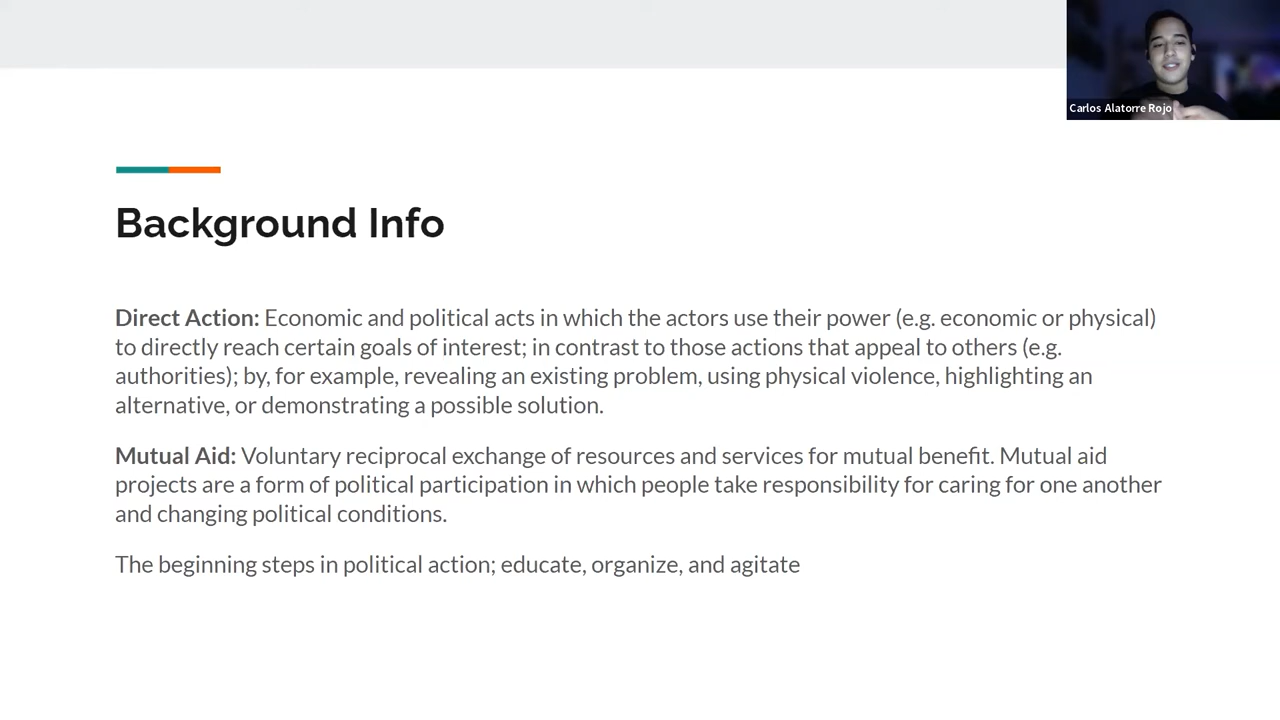 Carlos Alatorre Rojo
Background Info
Direct Action: Economic and political acts in which the actors use their power (e.g. economic or physical)
to directly reach certain goals of interest; in contrast to those actions that appeal to others (e.g.
authorities); by, for example, revealing an existing problem, using physical violence, highlighting an
alternative, or demonstrating a possible solution.
Mutual Aid: Voluntary reciprocal exchange of resources and services for mutual benefit. Mutual aid
projects are a form of political participation in which people take responsibility for caring for one another
and changing political conditions.
The beginning steps in political action; educate, organize, and agitate